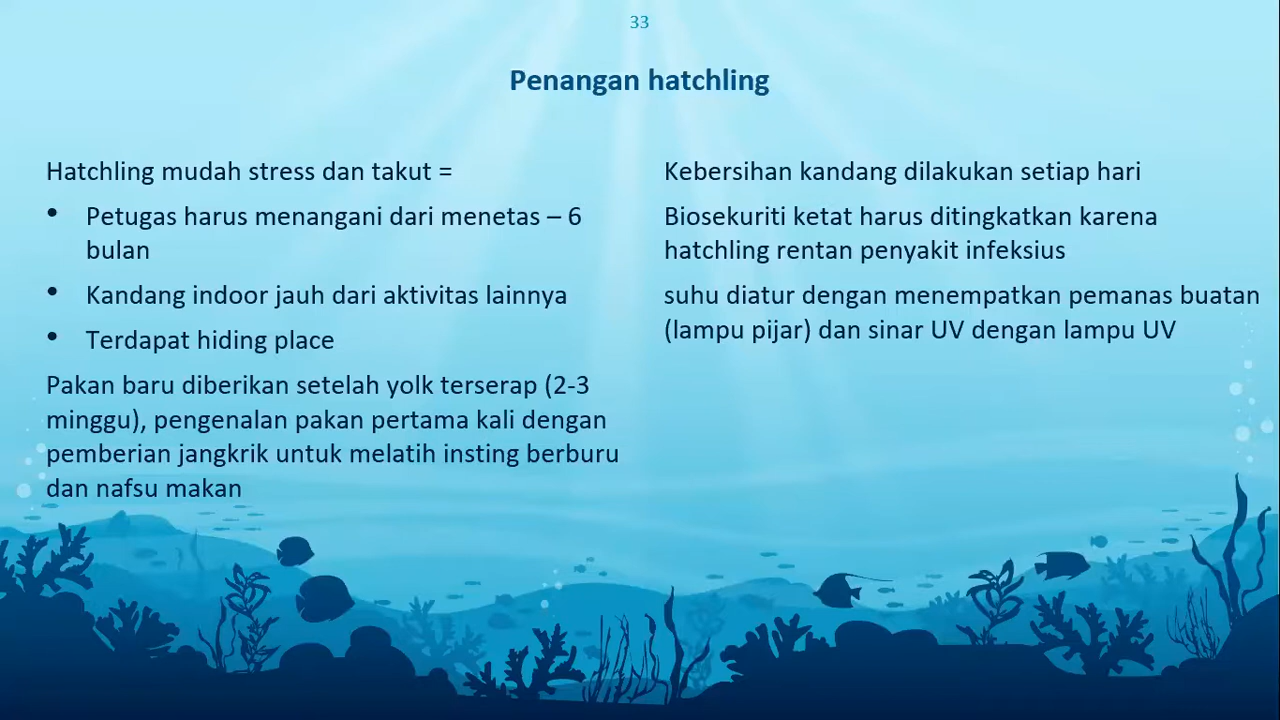 33
Penangan hatchling
Hatchling mudah stress dan takut =
• Petugas harus menangani dari menetas – 6
bulan
• Kandang indoor jauh dari aktivitas lainnya
• Terdapat hiding place
Pakan baru diberikan setelah yolk terserap (2-3
minggu), pengenalan pakan pertama kali dengan
pemberian jangkrik untuk melatih insting berburu
dan nafsu makan
Kebersihan kandang dilakukan setiap hari
Biosekuriti ketat harus ditingkatkan karena
hatchling rentan penyakit infeksius
suhu diatur dengan menempatkan pemanas buatan
(lampu pijar) dan sinar UV dengan lampu UV